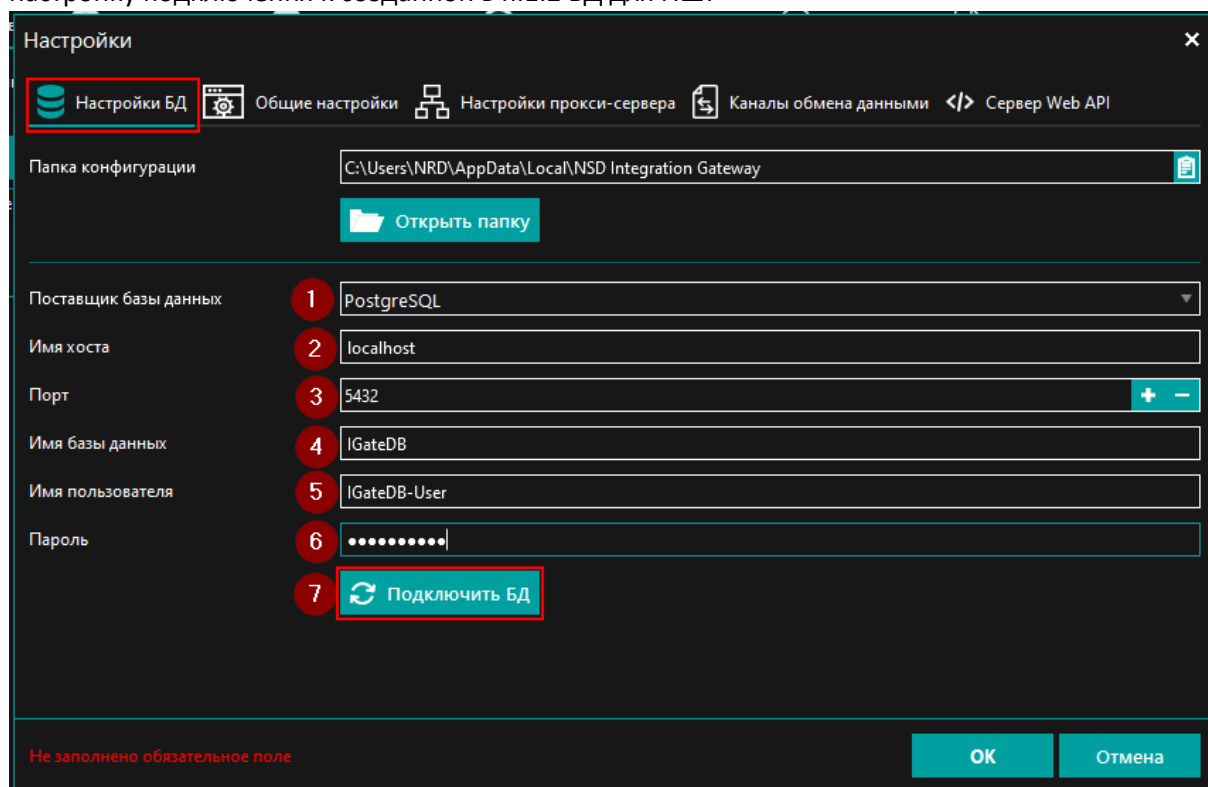 Настройки
Настройки БД Общие настройки Настройки прокси-сервера Каналы обмена данными </> Сервер Web API
Папка конфигурации C:\Users\NRD\AppData\Local\NSD Integration Gateway
Открыть папку
Поставщик базы данных 1 PostgreSQL
Имя хоста 2 localhost
Порт 3 5432
Имя базы данных 4 IGateDB
Имя пользователя 5 IGateDB-User
Пароль 6 ••••••••••
7 Подключить БД
Не заполнено обязательное поле ОК Отмена